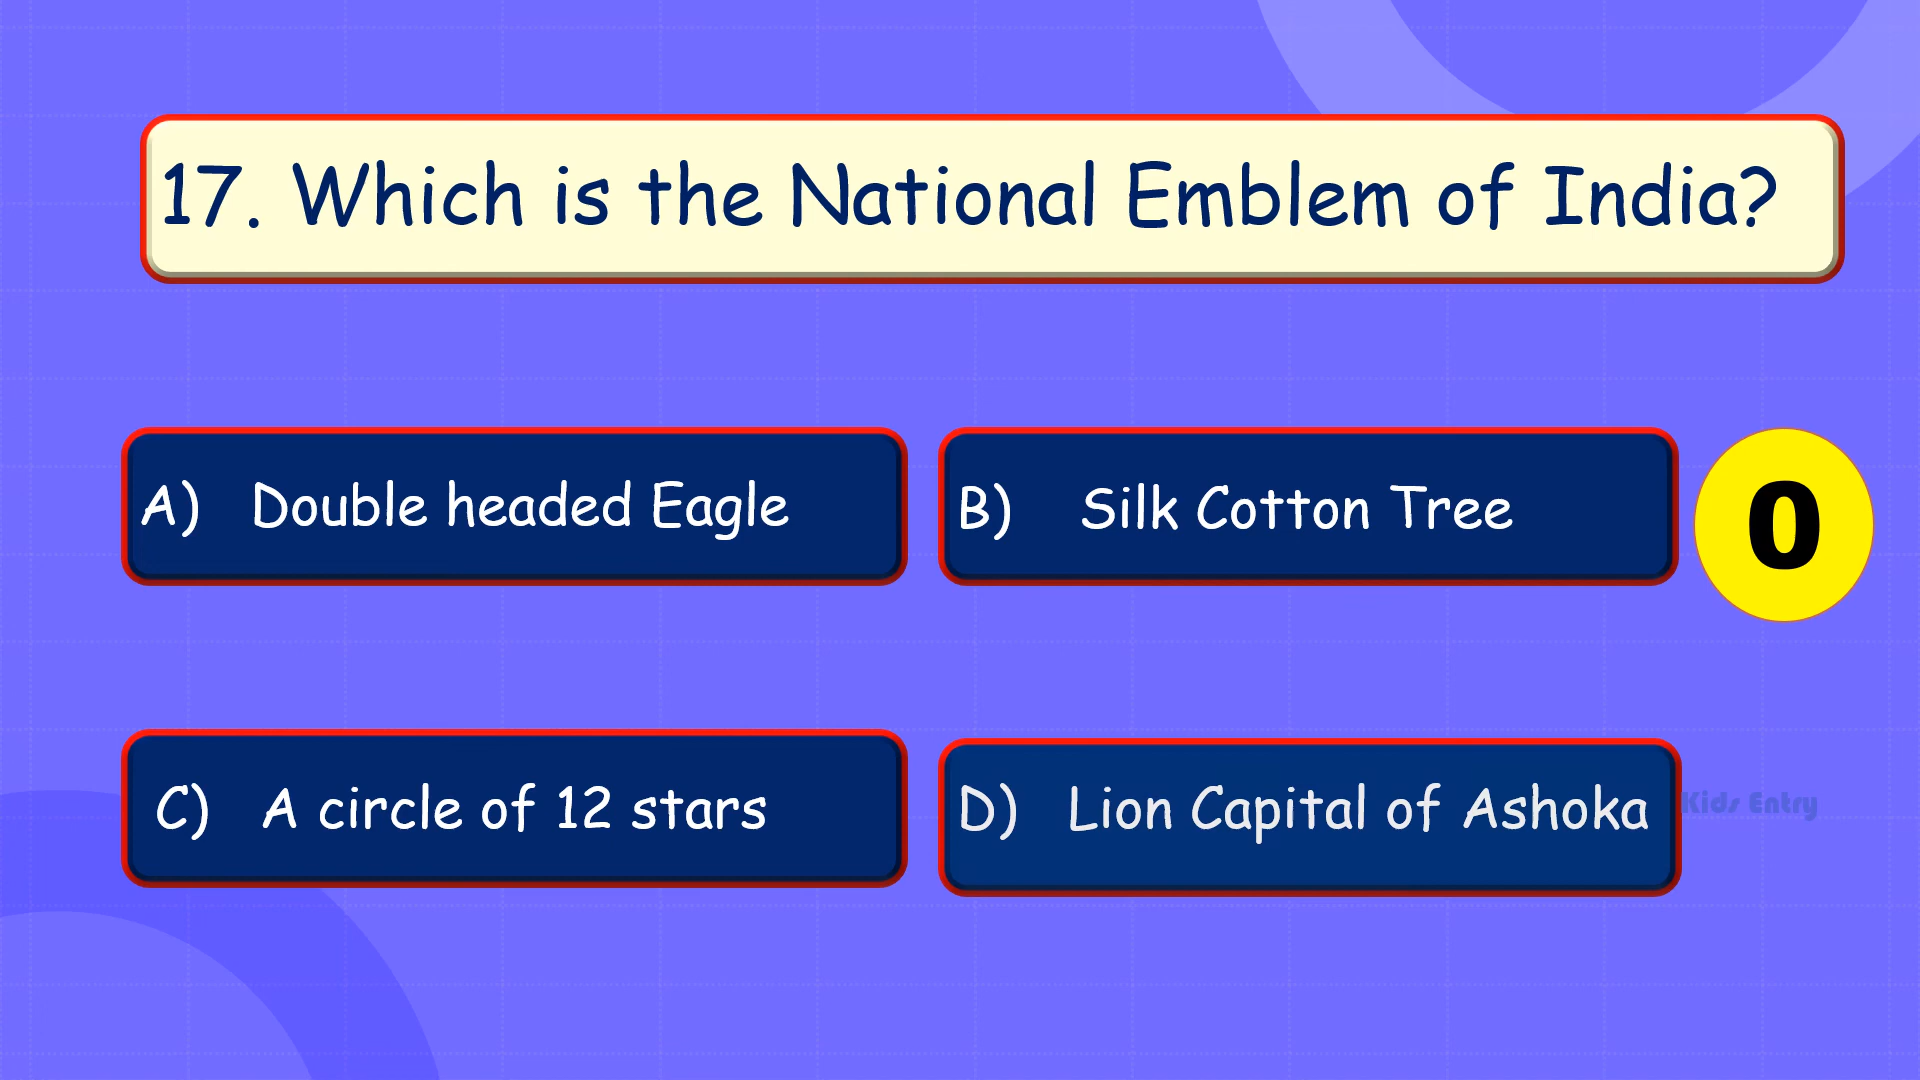 17. Which is the National Emblem of India?
A) Double headed Eagle
B) Silk Cotton Tree
0
C) A circle of 12 stars
D) Lion Capital of Ashoka
Kids Entry